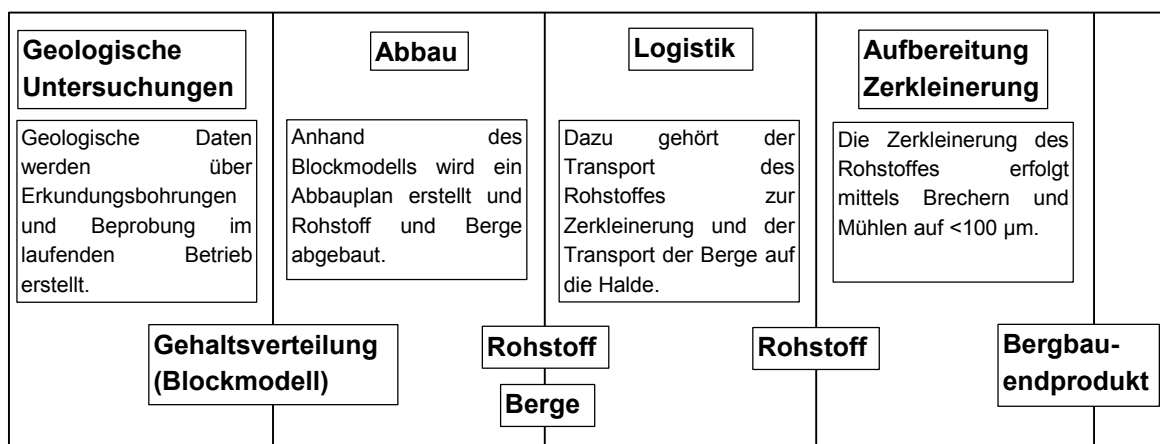 Geologische
Untersuchungen
Geologische Daten
werden über
Erkundungsbohrungen
und Beprobung im
laufenden Betrieb
erstellt.
Gehaltsverteilung
(Blockmodell)
Abbau
Anhand des
Blockmodells wird ein
Abbauplan erstellt und
Rohstoff und Berge
abgebaut.
Rohstoff
Berge
Logistik
Dazu gehört der
Transport des
Rohstoffes zur
Zerkleinerung und der
Transport der Berge auf
die Halde.
Rohstoff
Aufbereitung
Zerkleinerung
Die Zerkleinerung des
Rohstoffes erfolgt
mittels Brechern und
Mühlen auf <100 µm.
Bergbau-
endprodukt